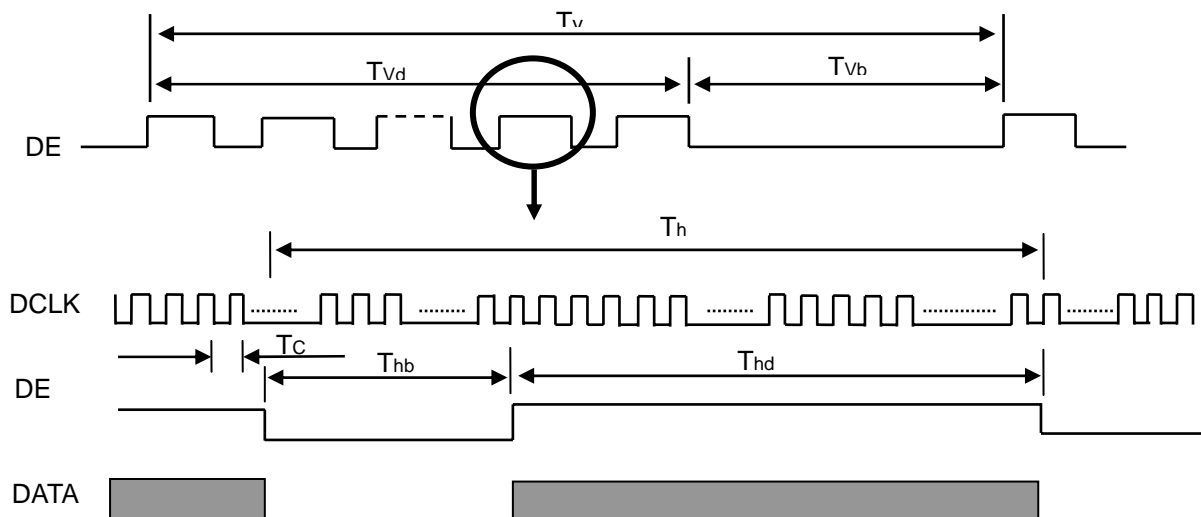 Tv
TVd
TVb
DE
Th
DCLK
TC
Thb
Thd
DE
DATA